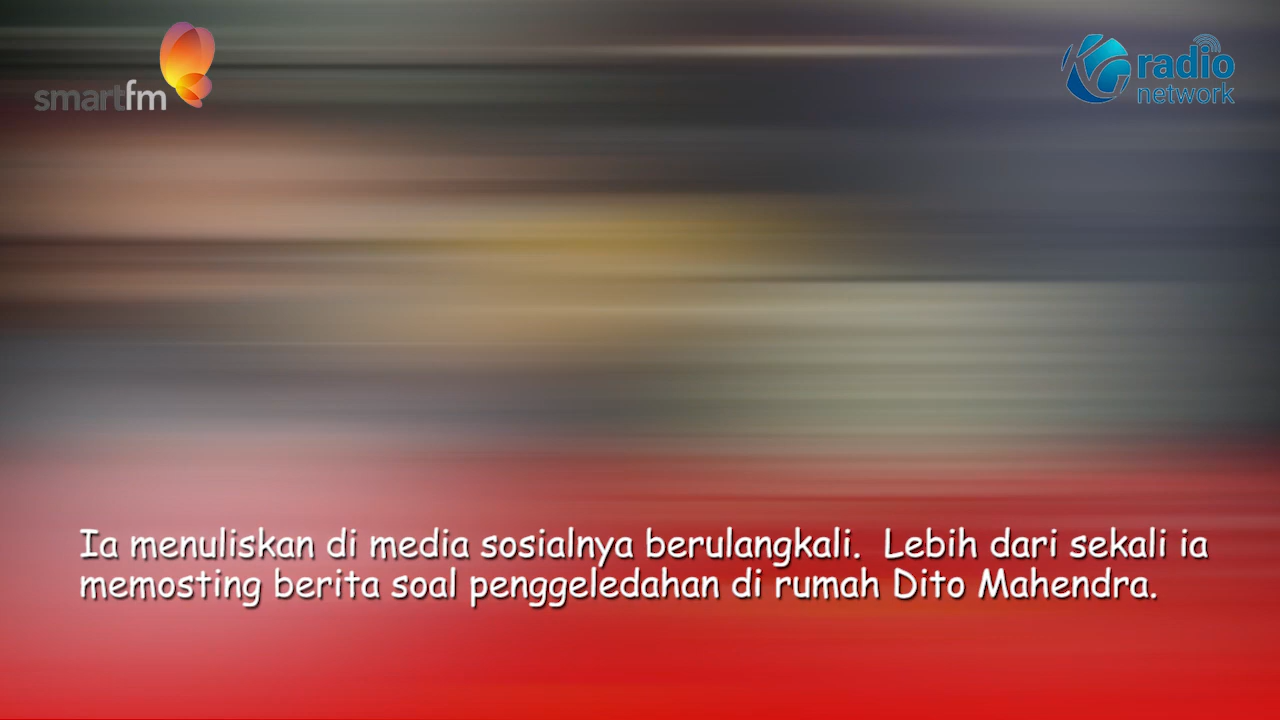 smartfm
KG radio
network
Ia menuliskan di media sosialnya berulangkali. Lebih dari sekali ia
memosting berita soal penggeledahan di rumah Dito Mahendra.